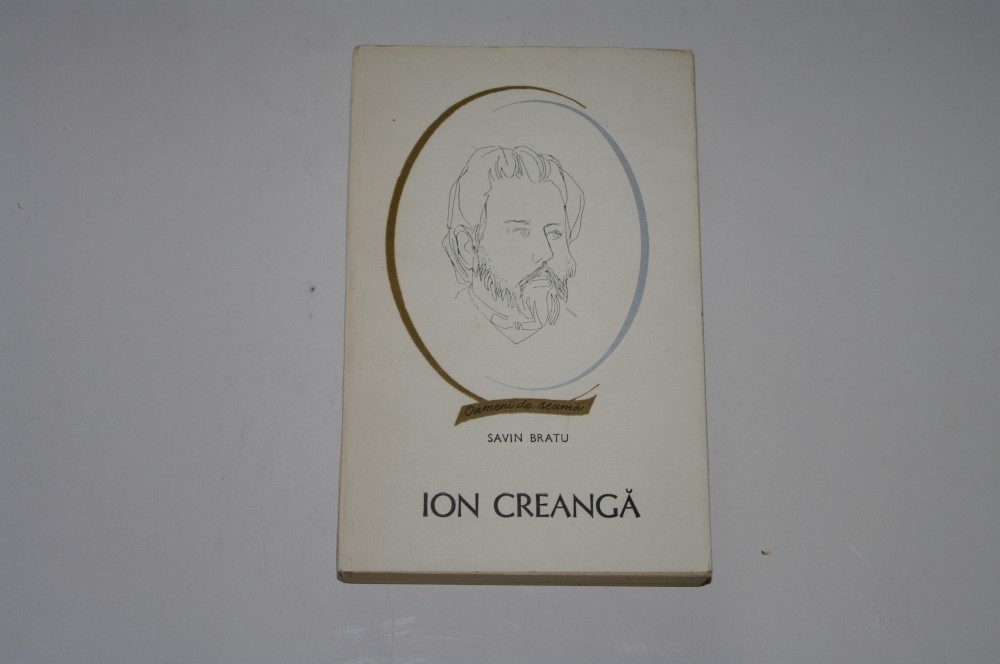 Oameni de seamă
SAVIN BRATU
ION CREANGĂ